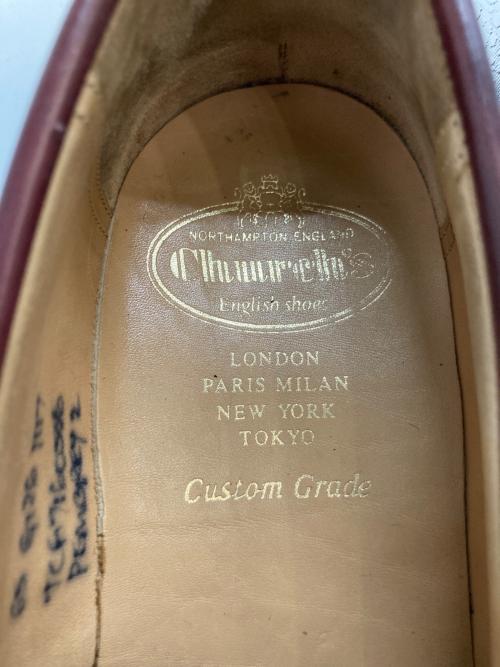 NORTHAMPTON ENGLAND
Church's
English shoes
LONDON
PARIS MILAN
NEW YORK
TOKYO
Custom Grade